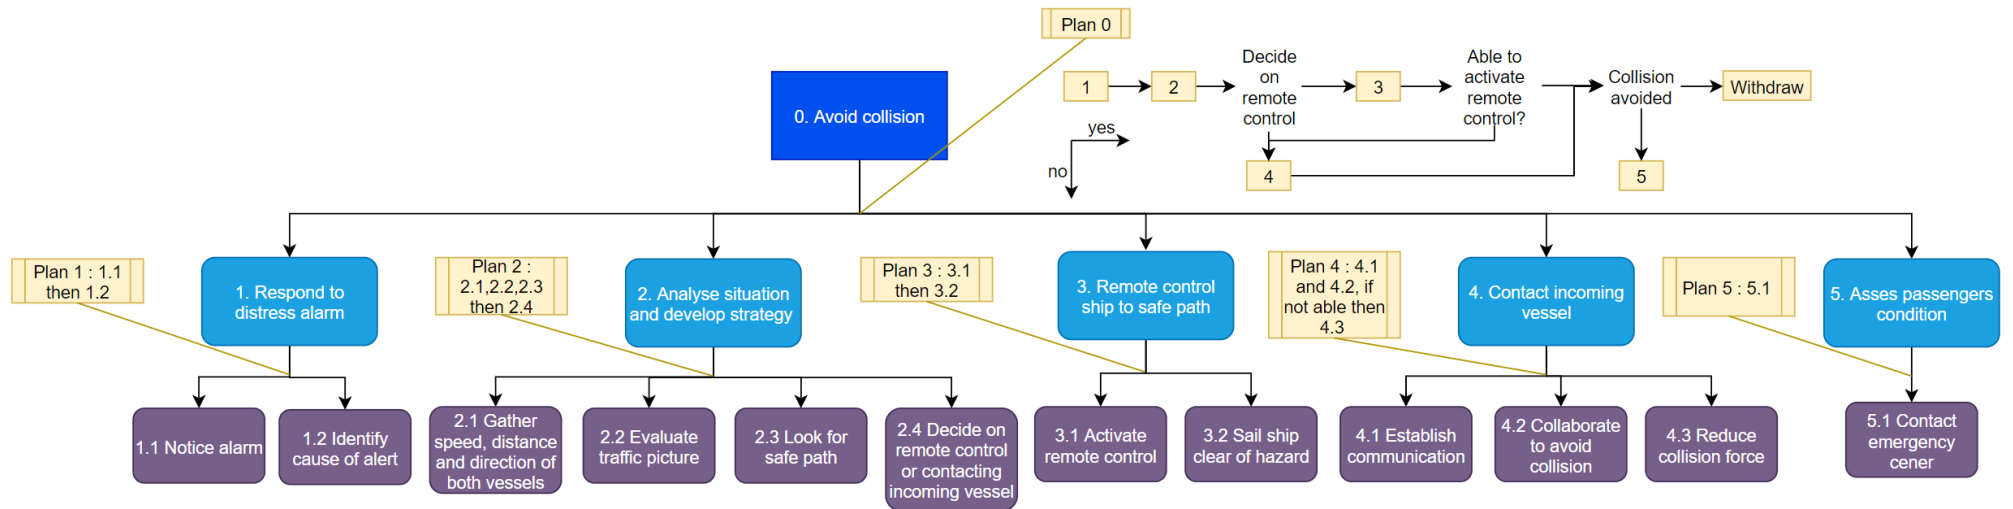 Plan 0
0. Avoid collision
1
2
Decide
on
remote
control
3
Able to
activate
remote
control?
Collision
avoided
Withdraw
yes
no
4
5
Plan 1 : 1.1
then 1.2
1. Respond to
distress alarm
Plan 2 :
2.1,2.2,2.3
then 2.4
2. Analyse situation
and develop strategy
Plan 3 : 3.1
then 3.2
3. Remote control
ship to safe path
Plan 4 : 4.1
and 4.2, if
not able then
4.3
4. Contact incoming
vessel
Plan 5 : 5.1
5. Asses passengers
condition
1.1 Notice alarm
1.2 Identify
cause of alert
2.1 Gather
speed, distance
and direction of
both vessels
2.2 Evaluate
traffic picture
2.3 Look for
safe path
2.4 Decide on
remote control
or contacting
incoming vessel
3.1 Activate
remote control
3.2 Sail ship
clear of hazard
4.1 Establish
communication
4.2 Collaborate
to avoid
collision
4.3 Reduce
collision force
5.1 Contact
emergency
cener